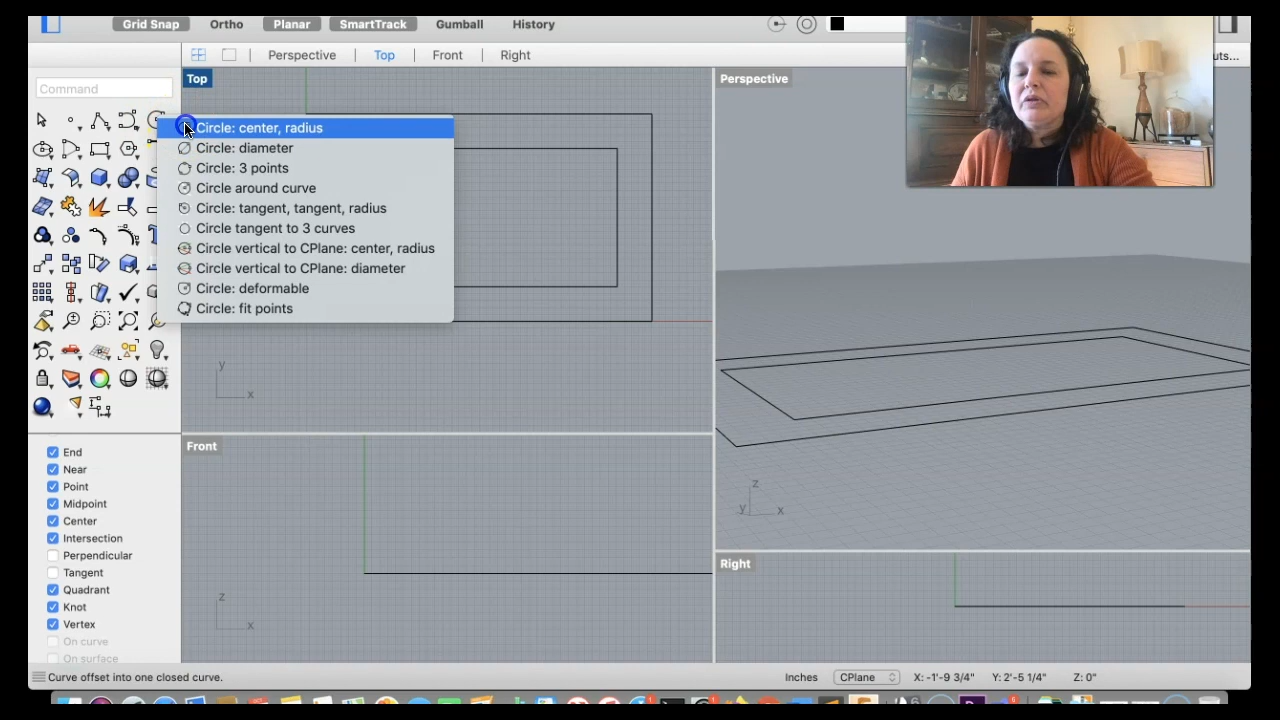 Grid Snap Ortho Planar SmartTrack Gumball History
Perspective Top Front Right
Command
Top
Perspective
Circle: center, radius
Circle: diameter
Circle: 3 points
Circle around curve
Circle: tangent, tangent, radius
Circle tangent to 3 curves
Circle vertical to CPlane: center, radius
Circle vertical to CPlane: diameter
Circle: deformable
Circle: fit points
y
x
Front
z
x
z
y x
Right
End
Near
Point
Midpoint
Center
Intersection
Perpendicular
Tangent
Quadrant
Knot
Vertex
On curve
On surface
Curve offset into one closed curve.
Inches CPlane X: -1'-9 3/4" Y: 2'-5 1/4" Z: 0"